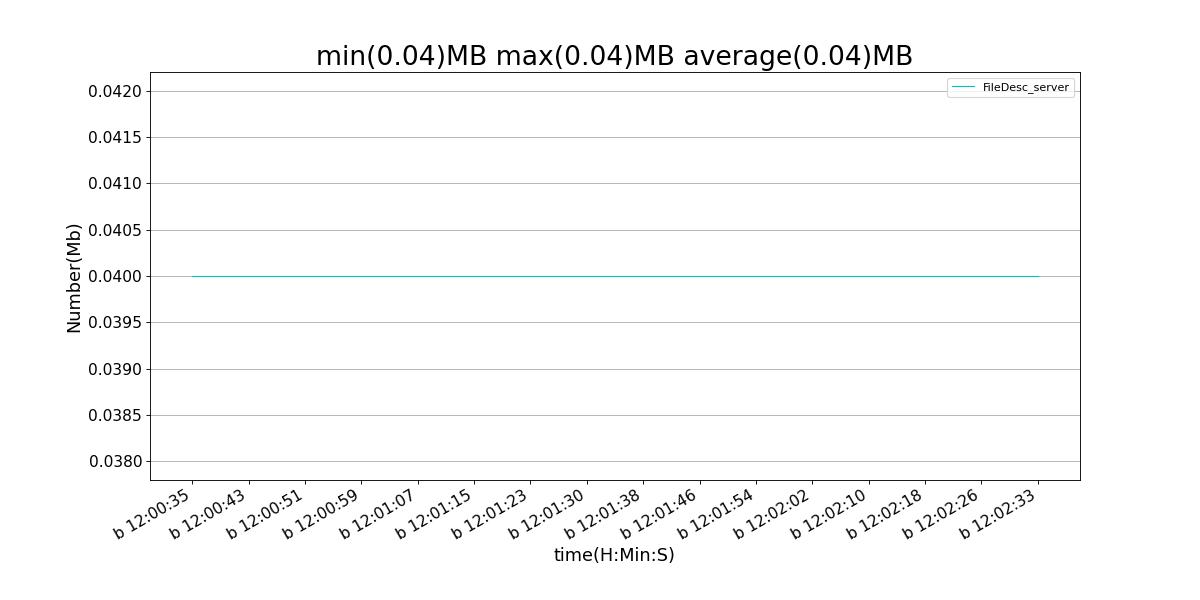 min(0.04)MB max(0.04)MB average(0.04)MB
FileDesc_server
0.0420
0.0415
0.0410
0.0405
0.0400
0.0395
0.0390
0.0385
0.0380
Number(Mb)
b 12:00:35
b 12:00:43
b 12:00:51
b 12:00:59
b 12:01:07
b 12:01:15
b 12:01:23
b 12:01:30
b 12:01:38
b 12:01:46
b 12:01:54
b 12:02:02
b 12:02:10
b 12:02:18
b 12:02:26
b 12:02:33
time(H:Min:S)